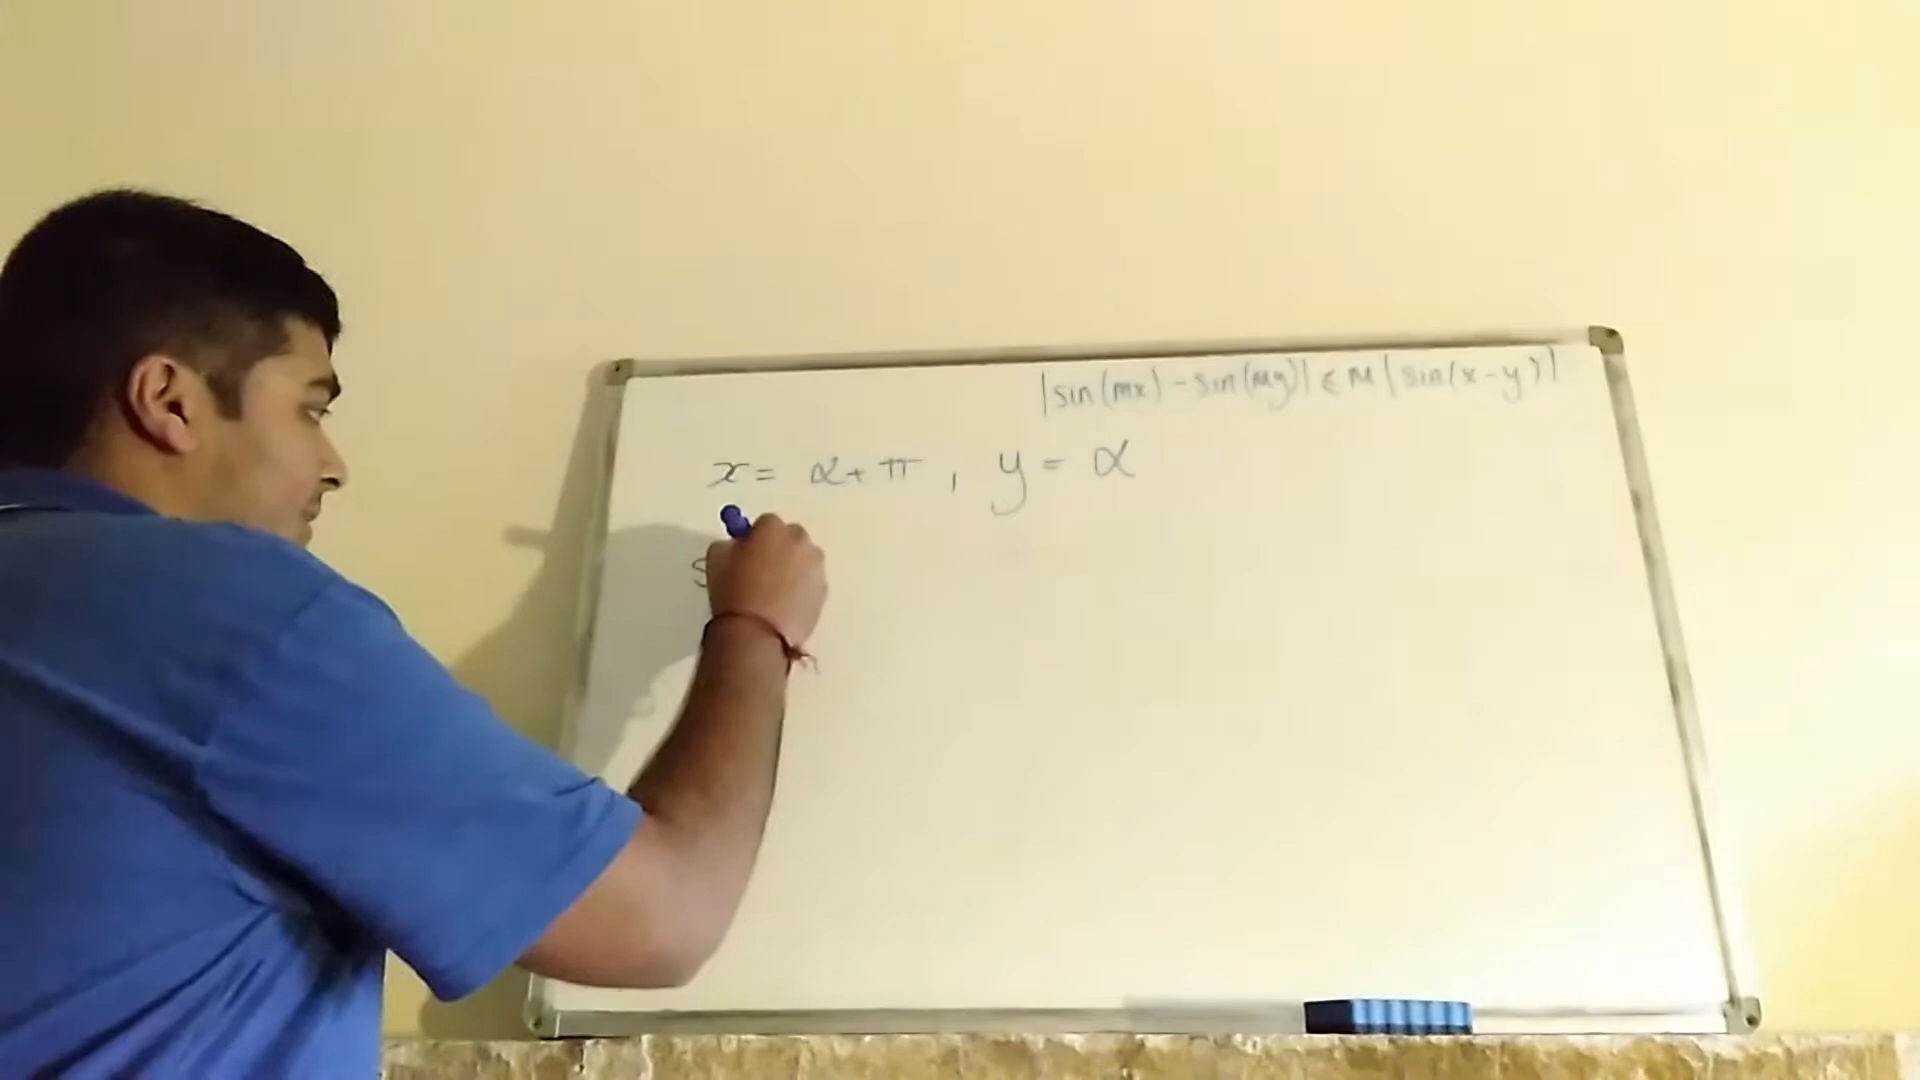 |sin(mx) - sin(My)| ≤ M |sin(x-y)|
x = α + π , y = α
S